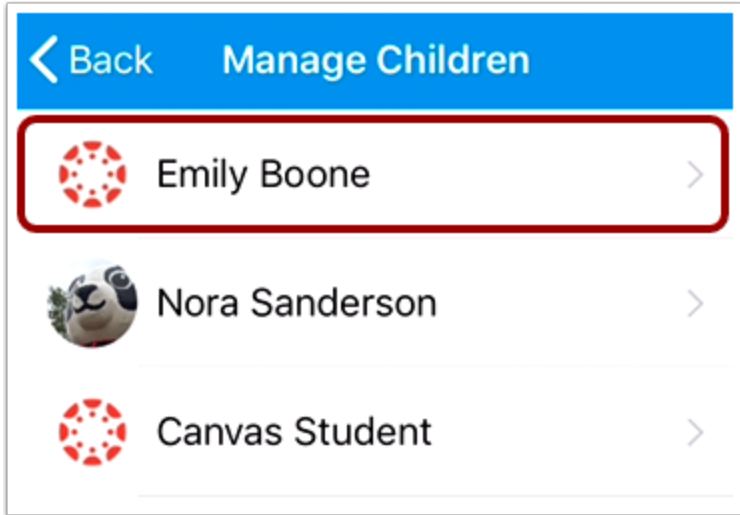 Back Manage Children
Emily Boone
Nora Sanderson
Canvas Student